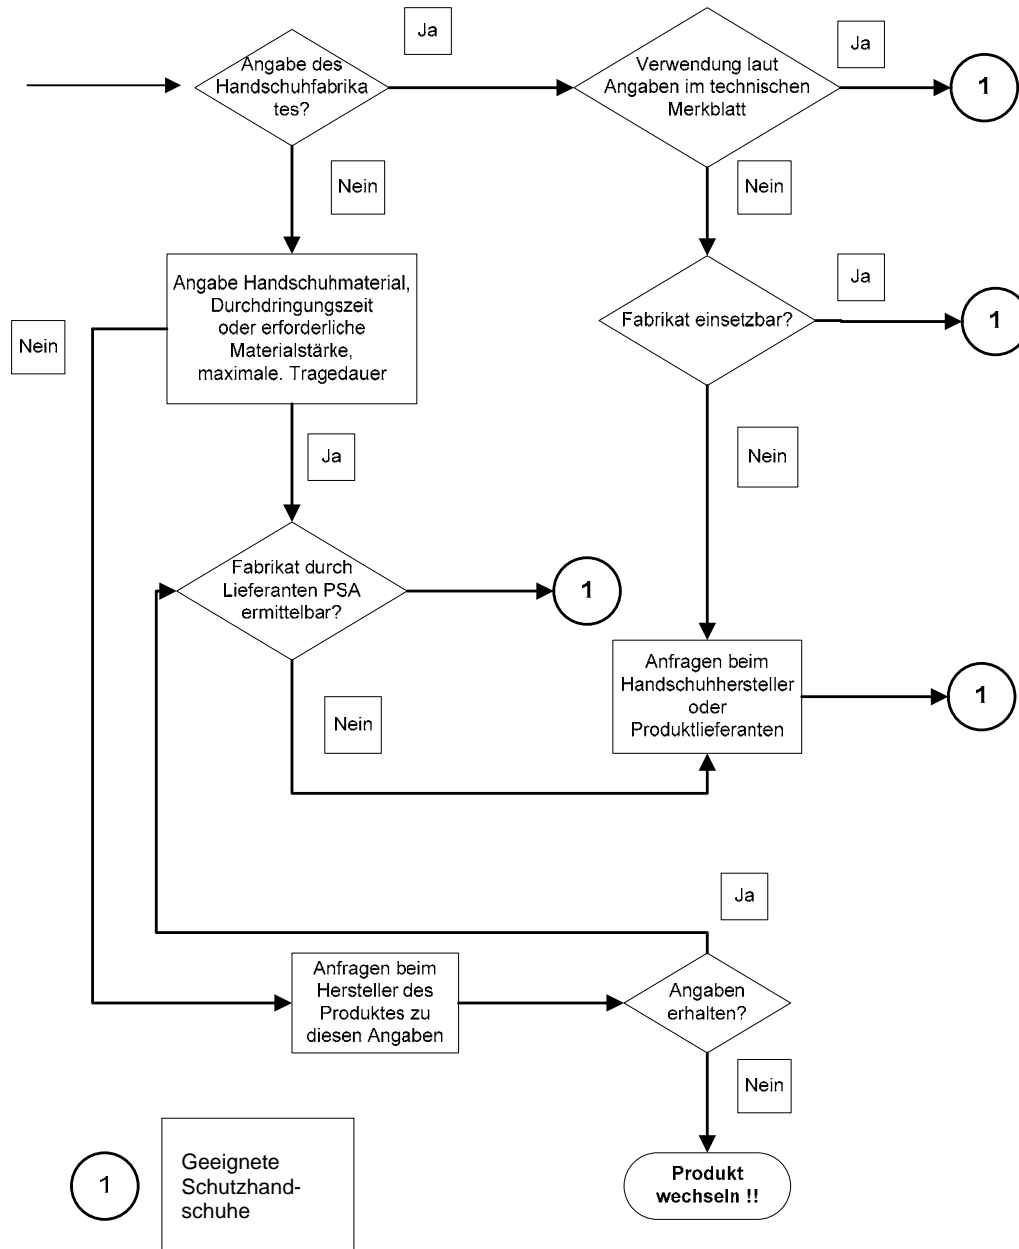 Ja
Angabe des
Handschuhfabrika
tes?
Verwendung laut
Angaben im technischen
Merkblatt
Ja
1
Nein
Nein
Angabe Handschuhmaterial,
Durchdringungszeit
oder erforderliche
Materialstärke,
maximale. Tragedauer
Nein
Fabrikat einsetzbar?
Ja
1
Ja
Nein
Fabrikat durch
Lieferanten PSA
ermittelbar?
1
Nein
Anfragen beim
Handschuhhersteller
oder
Produktlieferanten
1
Ja
Anfragen beim
Hersteller des
Produktes zu
diesen Angaben
Angaben
erhalten?
Nein
Produkt
wechseln !!
1
Geeignete
Schutzhand-
schuhe